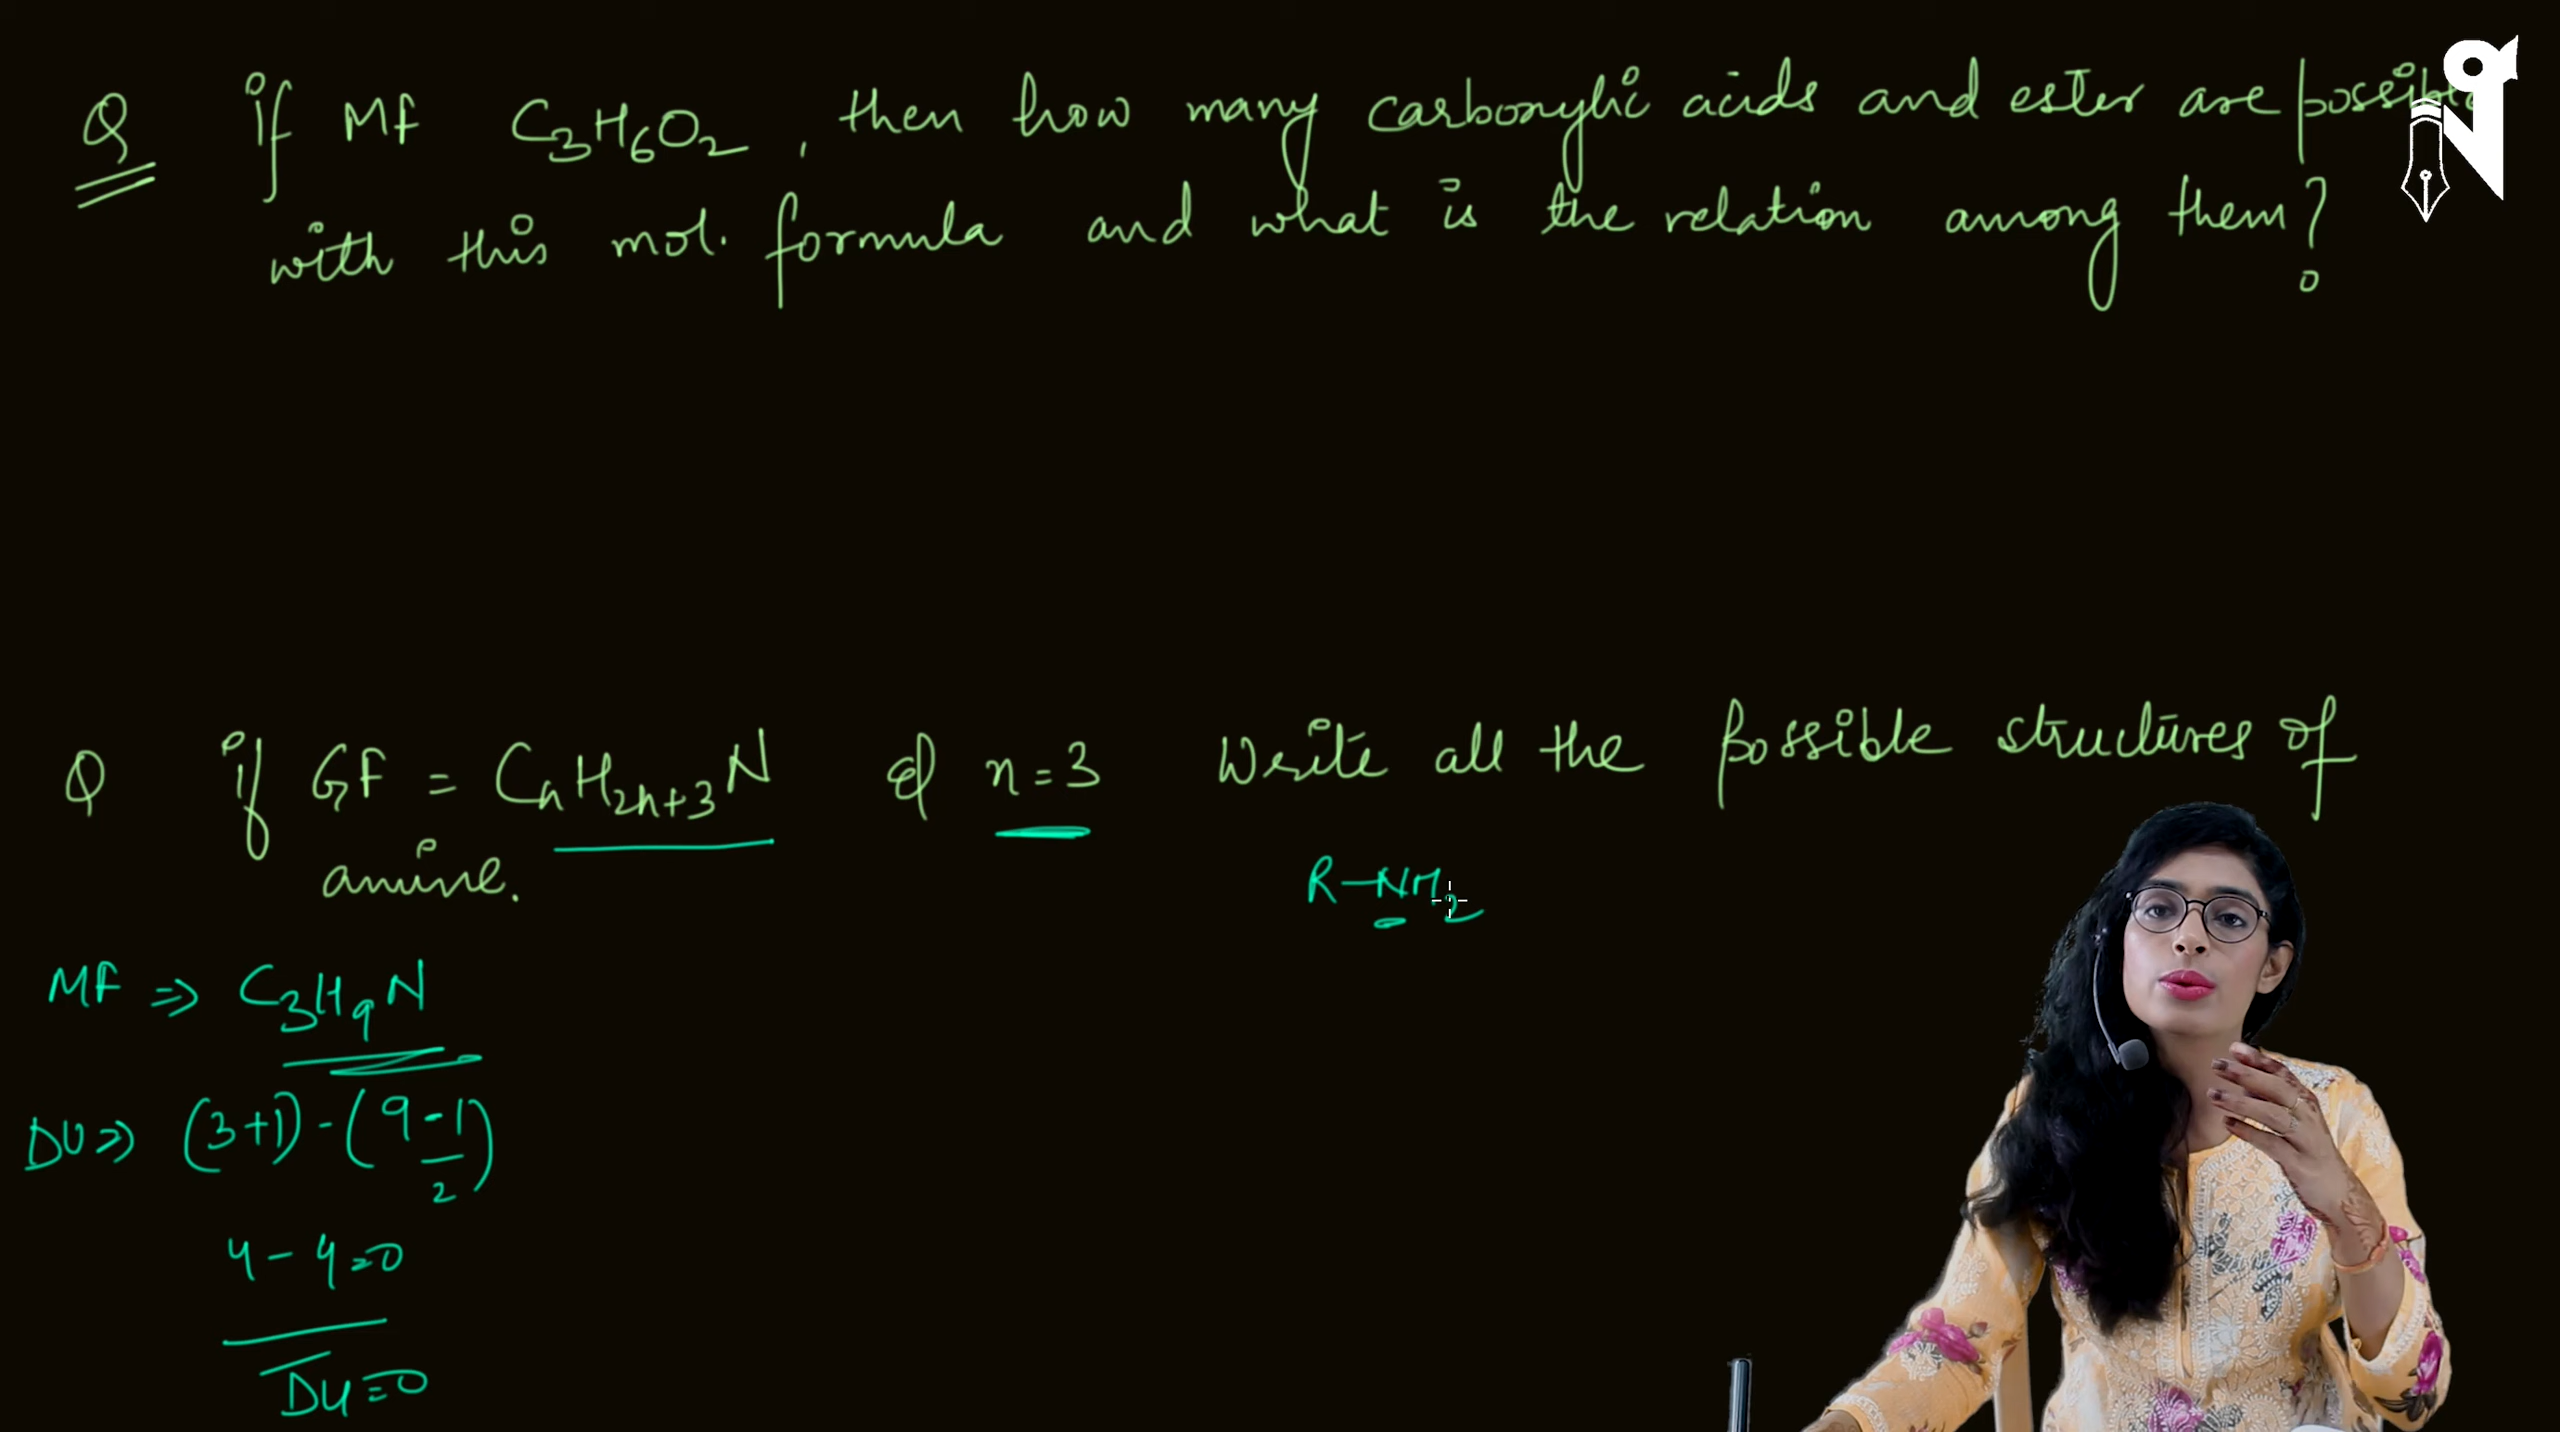 Q if MF C3H6O2, then how many carboxylic acids and ester are possible
with this mol. formula and what is the relation among them?
Q if GF = CnH2n+3N & n=3 Write all the possible structures of
amine.
R-NH2
MF ⇒ C3H9N
DU ⇒ (3+1) - (9-1/2)
4 - 4 = 0
DU = 0